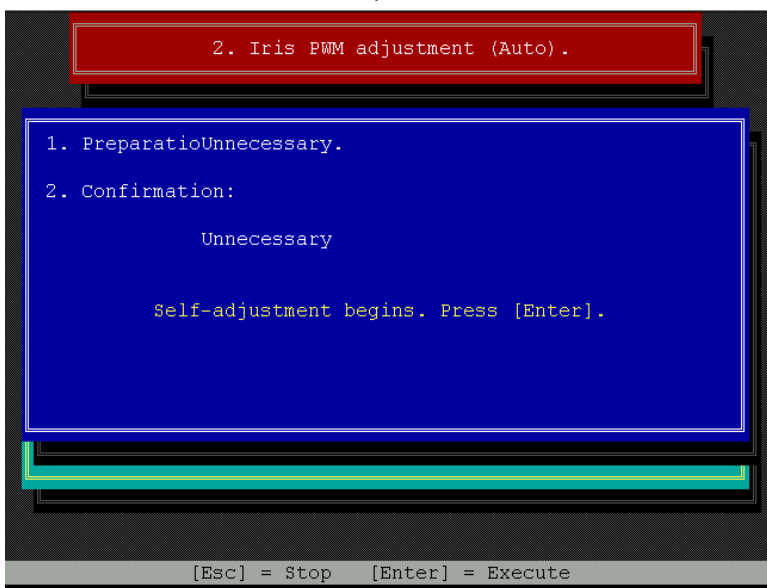 2. Iris PWM adjustment (Auto).
1. PreparatioUnnecessary.
2. Confirmation:
Unnecessary
Self-adjustment begins. Press [Enter].
[Esc] = Stop [Enter] = Execute